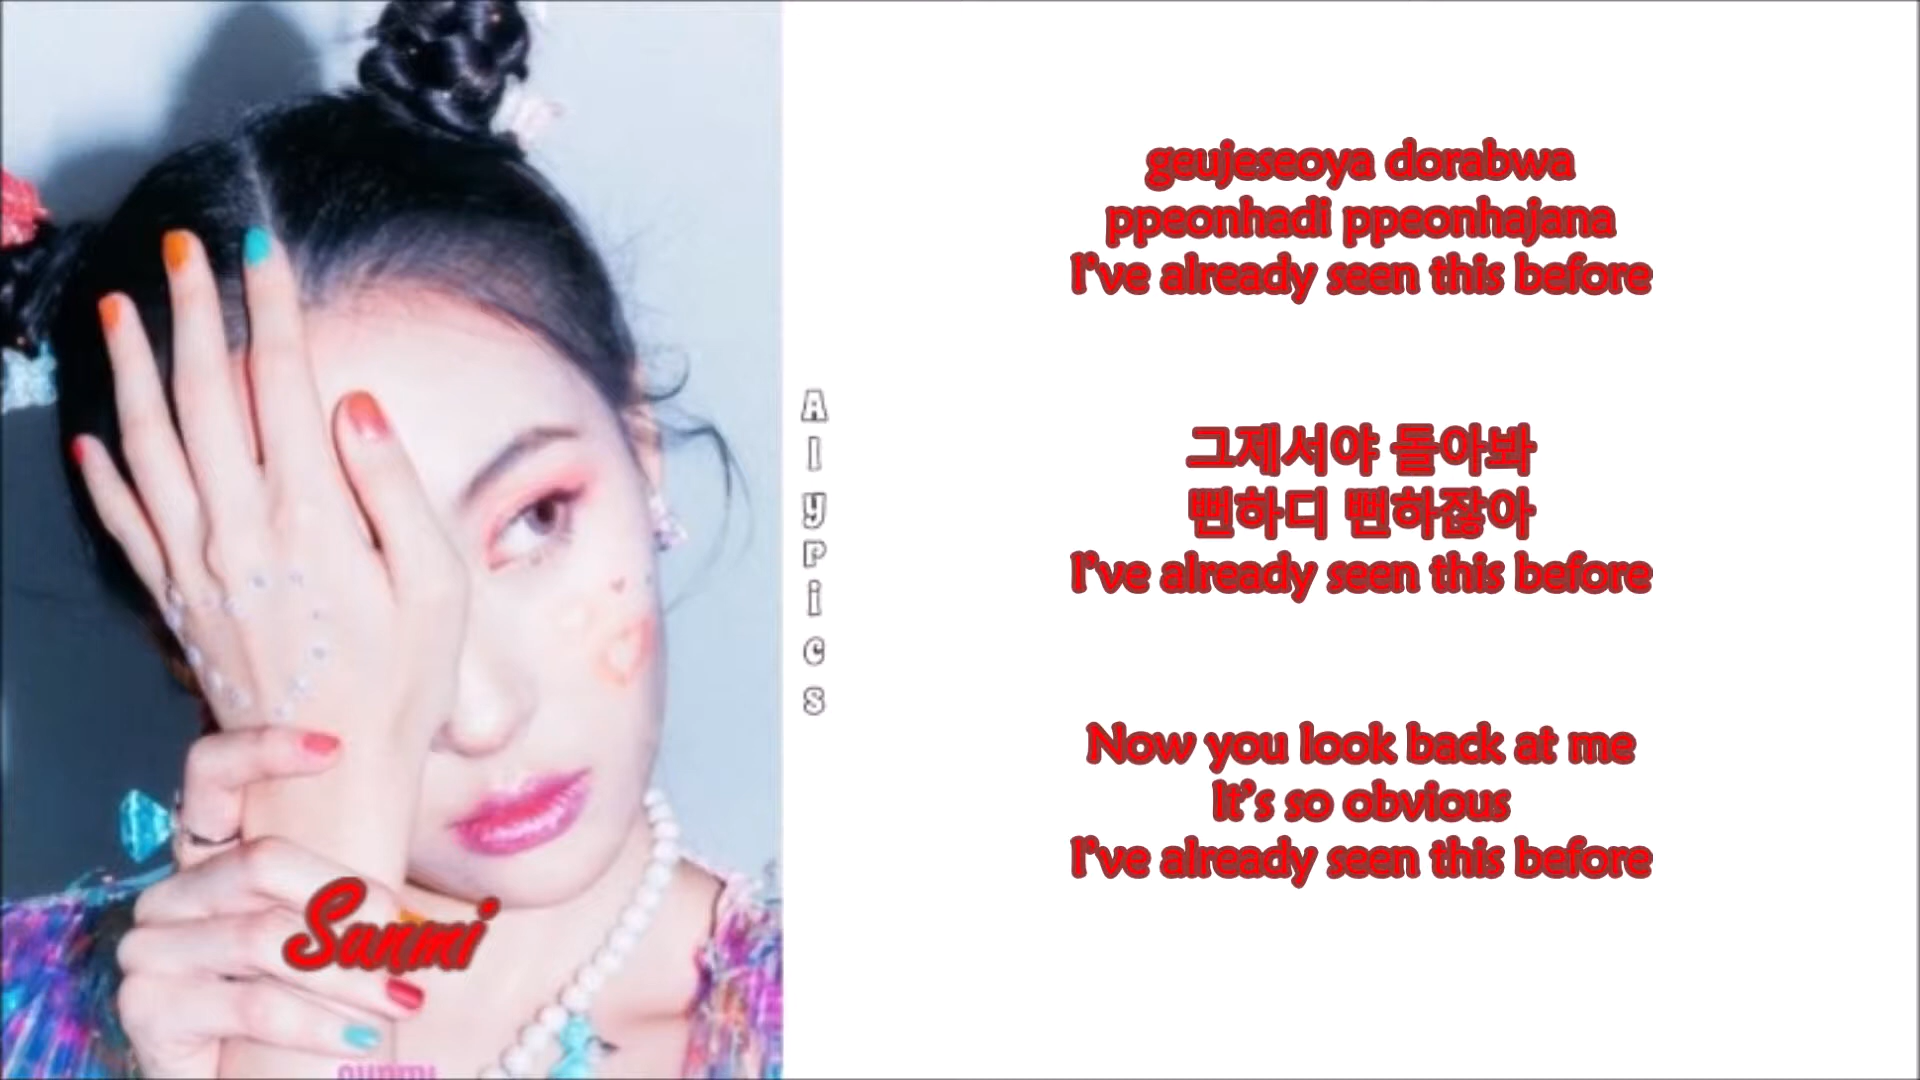 geujeseoya dorabwa
ppeonhadi ppeonhajana
I've already seen this before
그제서야 돌아봐
뻔하디 뻔하잖아
I've already seen this before
Now you look back at me
It's so obvious
I've already seen this before
Alypics
Sunmi
sunmi